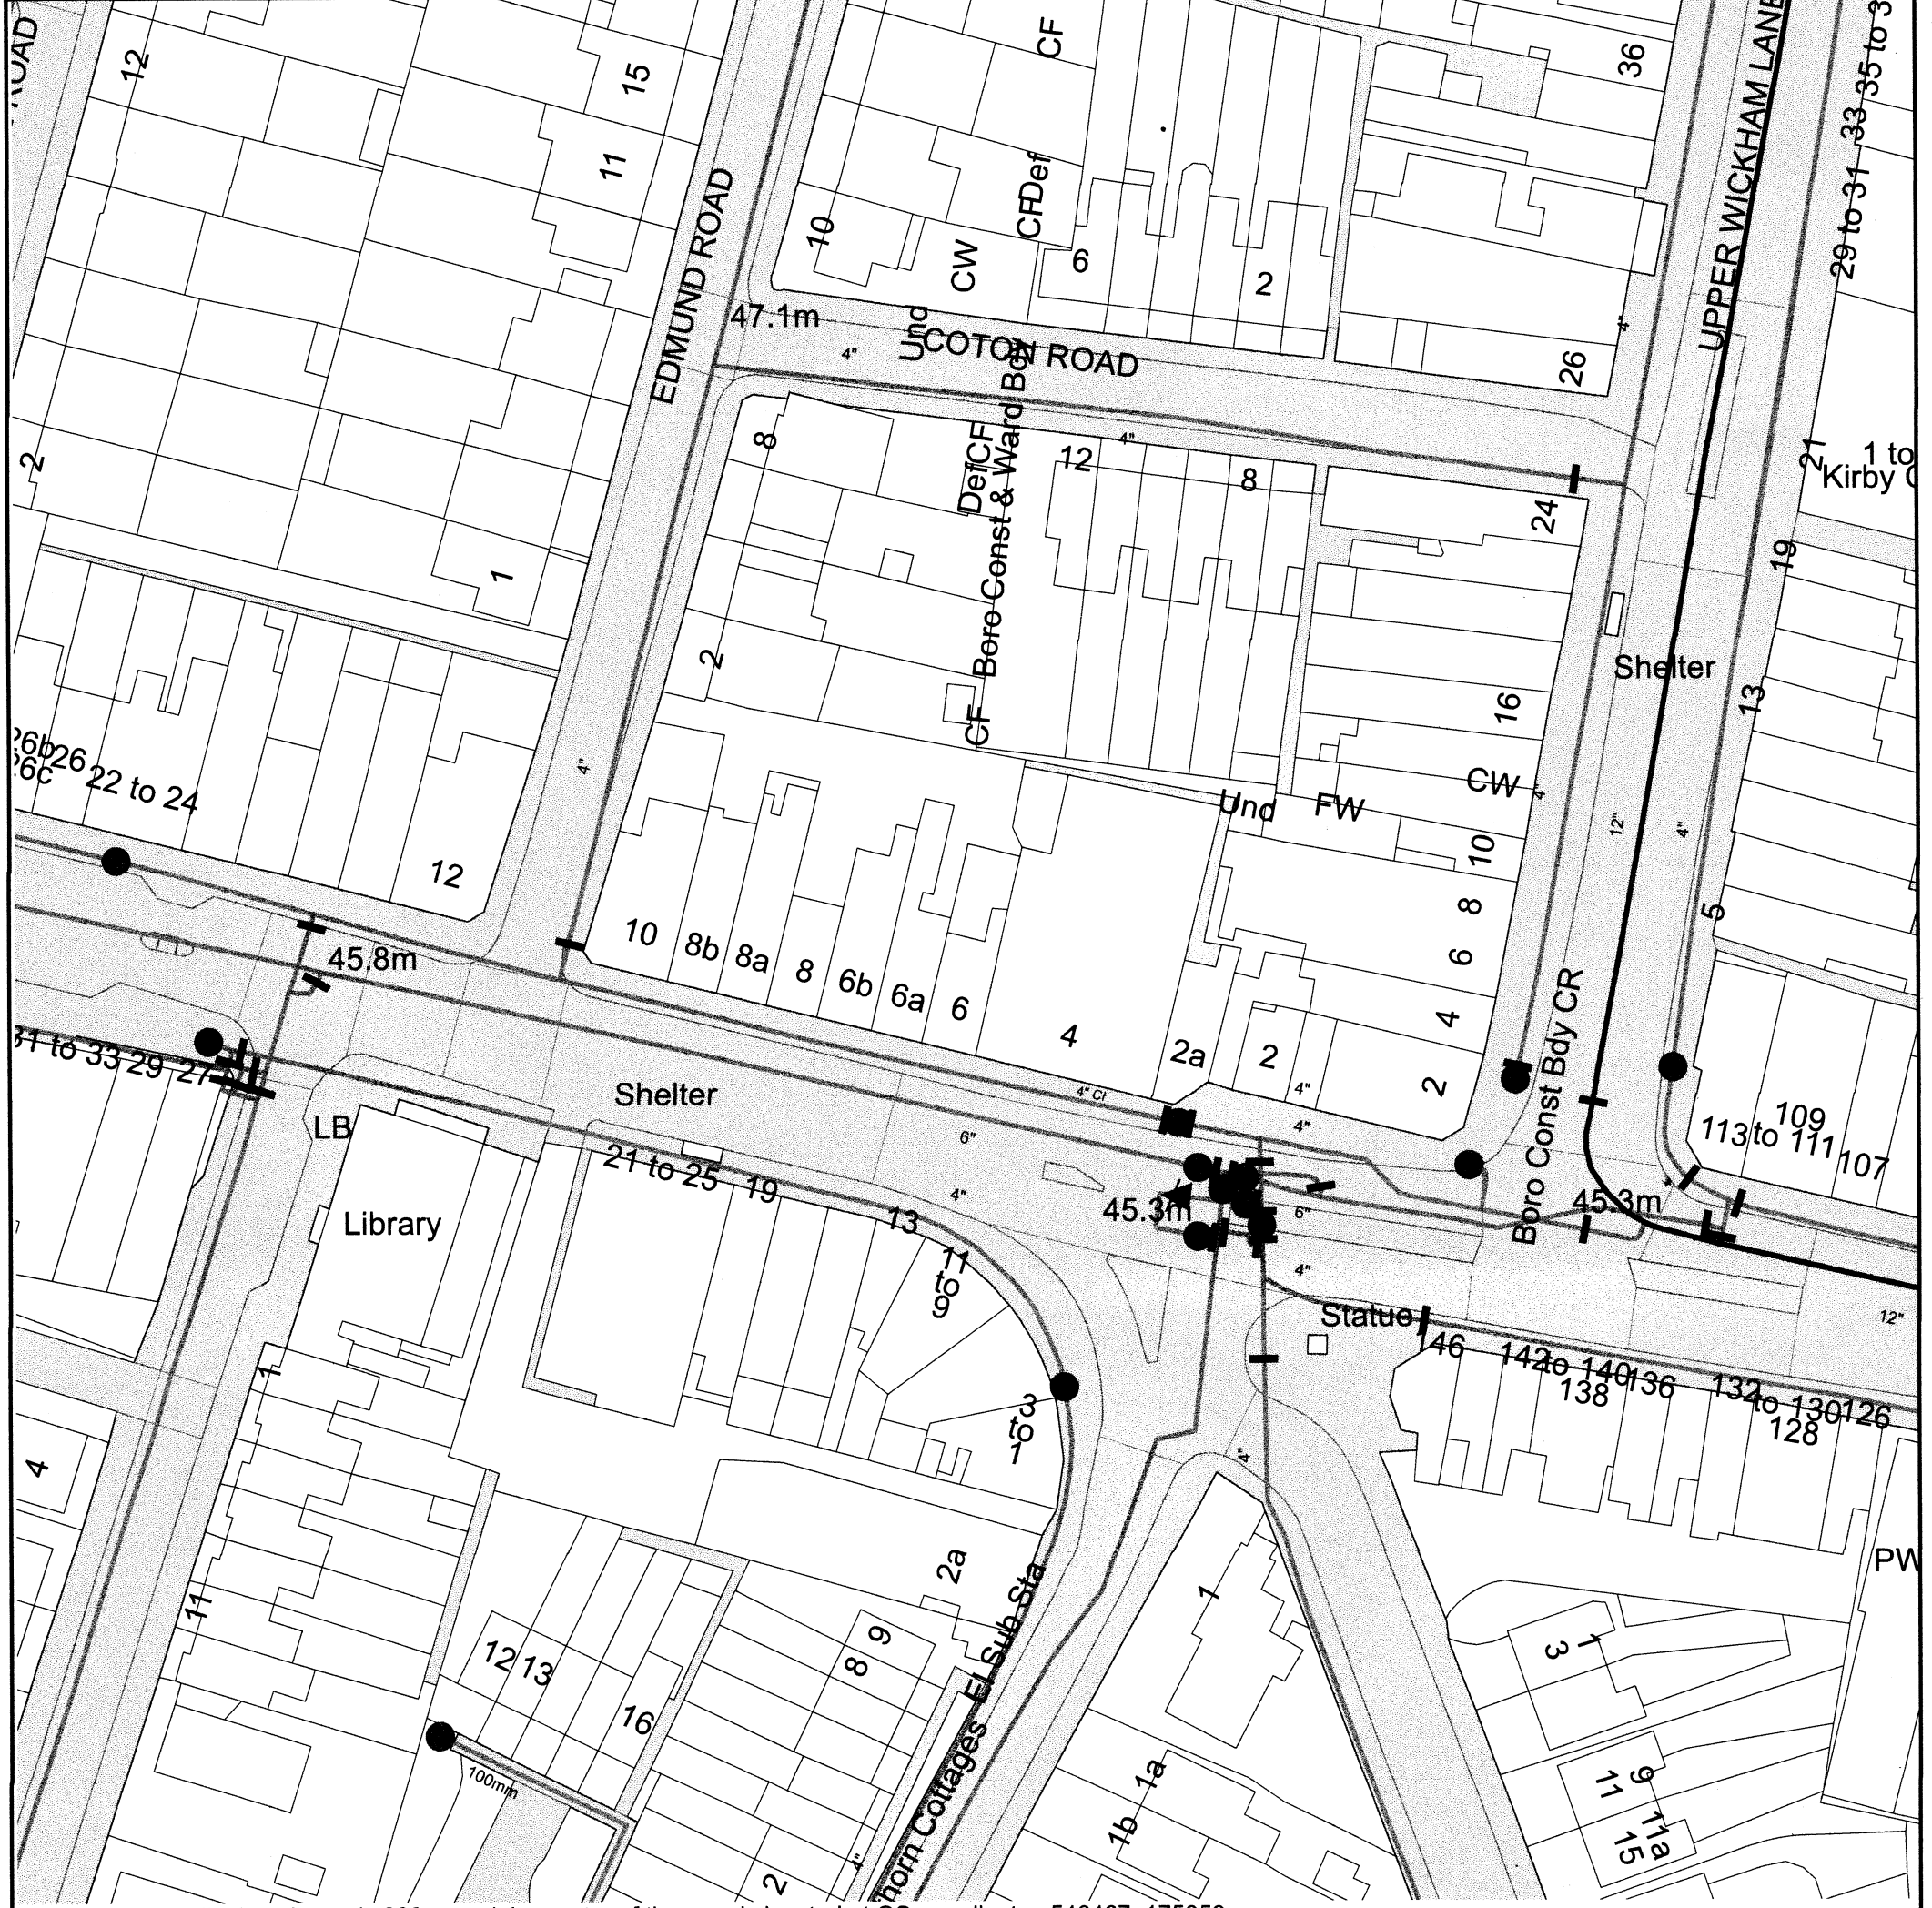 ROAD
12
15
11
CF
36
UPPER WICKHAM LANE
33
29 to 31
EDMUND ROAD
10
CF
Def
CW
6
2
47.1m
4"
Und
COTON ROAD
4"
26
21
1 to
Kirby
2
8
Def
CF
Boro Const & Ward Bdy
12
4"
8
24
19
1
2
CF
16
Shelter
13
4"
26
22 to 24
12
Und
FW
CW
4"
12"
4"
10
8
6
4
2
5
10
8b
8a
8
6b
6a
6
4
2a
2
45.8m
31 to 33
29
27
LB
Shelter
4" CI
4"
4"
6"
4"
Boro Const Bdy CR
109
113 to 111
107
21 to 25
19
13
11
to
9
45.3m
6"
45.3m
4"
Library
Statue
146
142
to 140
138
136
132
to 130
128
126
12"
3
to
1
4"
1
4
11
2a
El Sub Sta
PW
12
13
16
9
8
1
1
3
100mm
1a
1b
9
11
11a
15
2
4"
horn Cottages